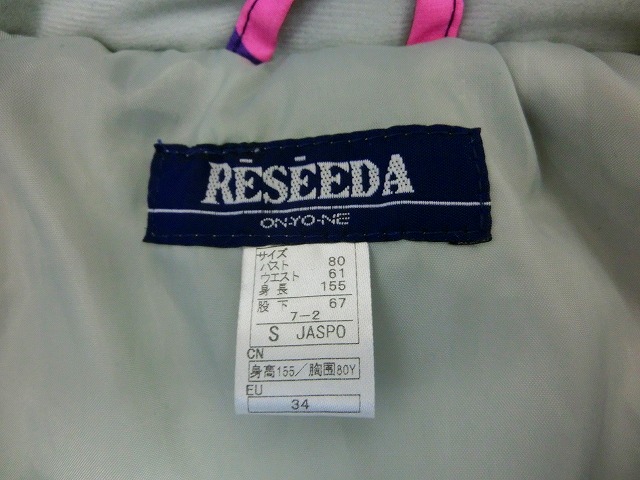 RĒSĒEDA
ON・YO・NE
サイズ
バスト 80
ウエスト 61
身長 155
股下 67
7-2
S JASPO
CN
身高155/胸围80Y
EU
34